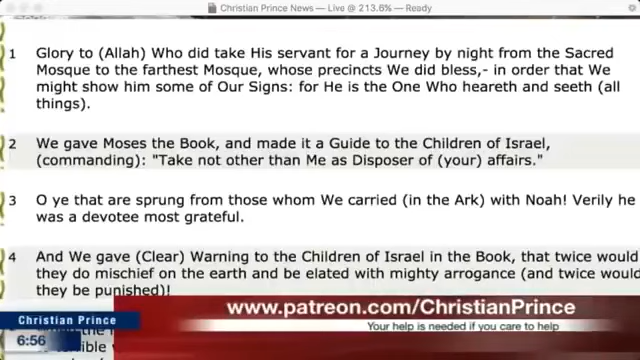 Christian Prince News — Live @ 213.6% — Ready
1 Glory to (Allah) Who did take His servant for a Journey by night from the Sacred
Mosque to the farthest Mosque, whose precincts We did bless,- in order that We
might show him some of Our Signs: for He is the One Who heareth and seeth (all
things).
2 We gave Moses the Book, and made it a Guide to the Children of Israel,
(commanding): "Take not other than Me as Disposer of (your) affairs."
3 O ye that are sprung from those whom We carried (in the Ark) with Noah! Verily he
was a devotee most grateful.
4 And We gave (Clear) Warning to the Children of Israel in the Book, that twice would
they do mischief on the earth and be elated with mighty arrogance (and twice would
they be punished)!
www.patreon.com/ChristianPrince
Christian Prince
Your help is needed if you care to help
6:56